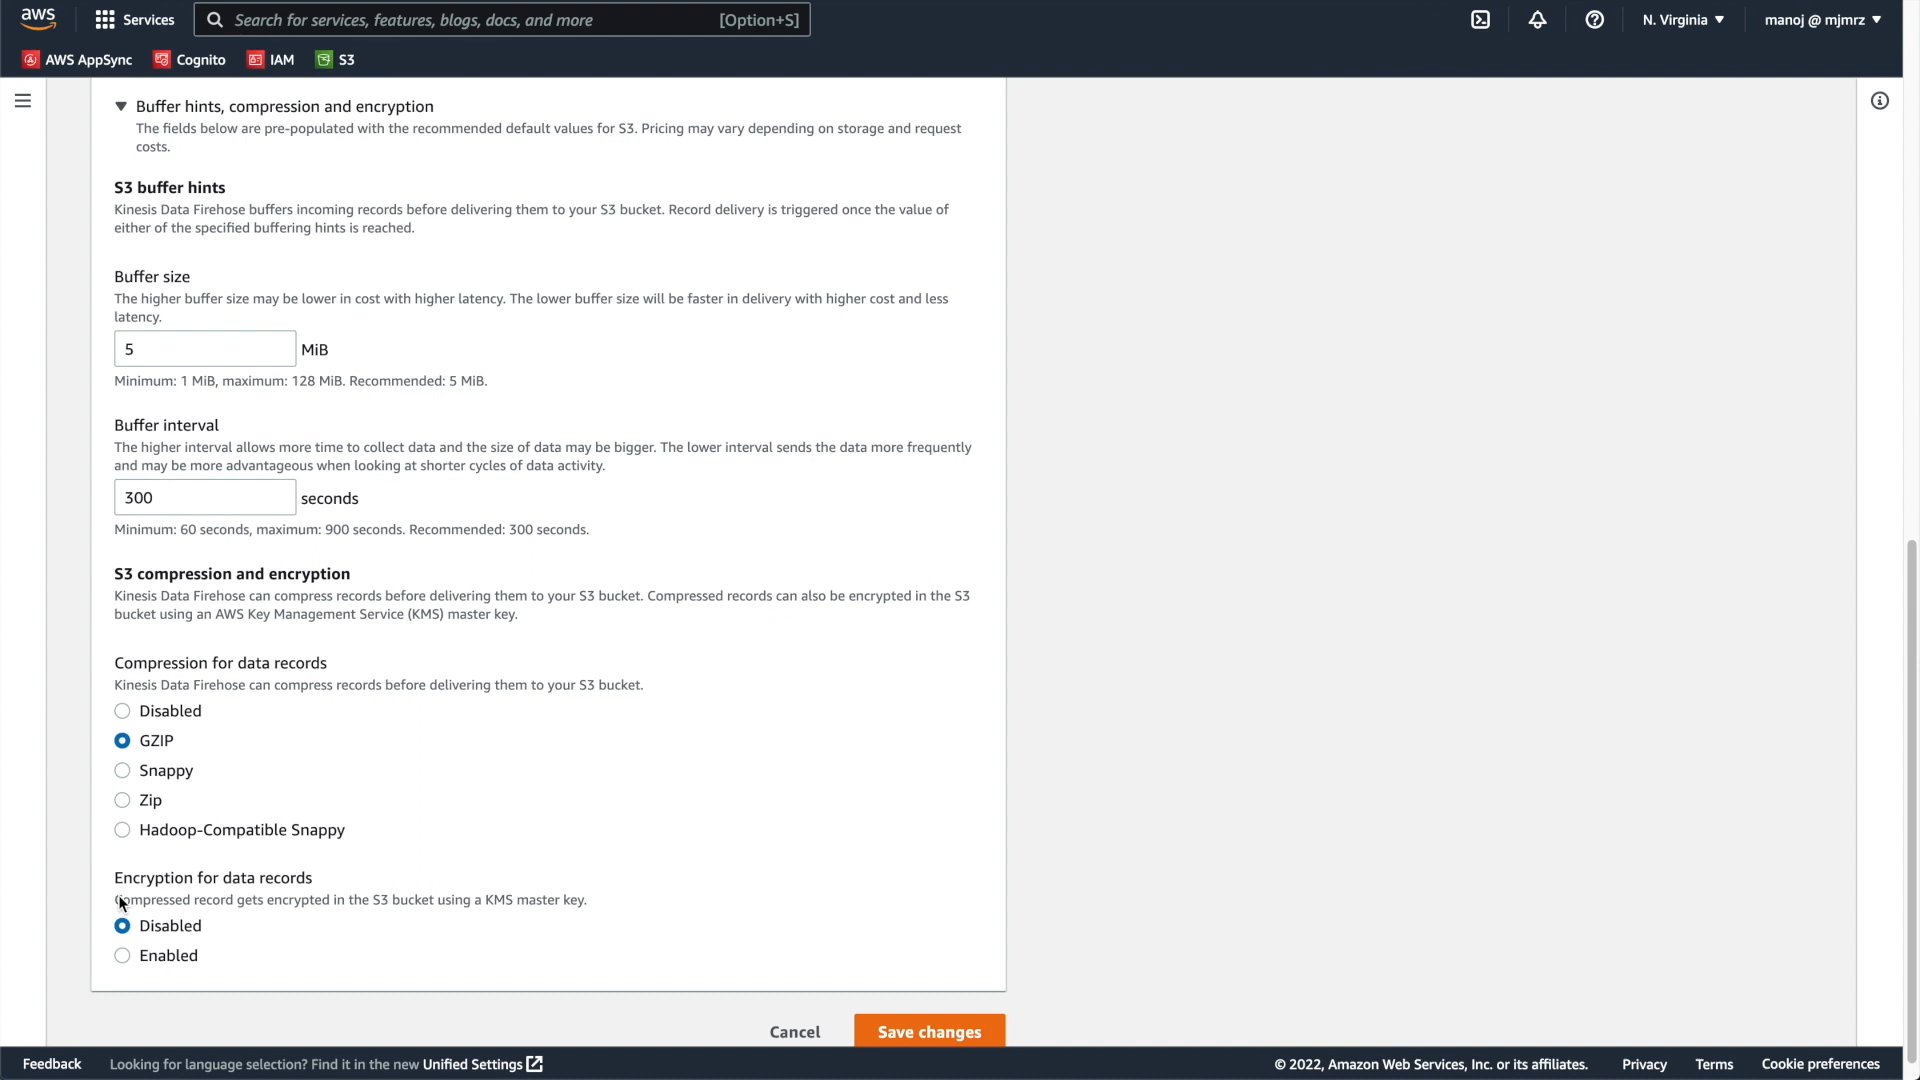 aws
Services
Search for services, features, blogs, docs, and more
[Option+S]
N. Virginia ▼
manoj @ mjmrz ▼
AWS AppSync
Cognito
IAM
S3
Buffer hints, compression and encryption
The fields below are pre-populated with the recommended default values for S3. Pricing may vary depending on storage and request
costs.
S3 buffer hints
Kinesis Data Firehose buffers incoming records before delivering them to your S3 bucket. Record delivery is triggered once the value of
either of the specified buffering hints is reached.
Buffer size
The higher buffer size may be lower in cost with higher latency. The lower buffer size will be faster in delivery with higher cost and less
latency.
5 MiB
Minimum: 1 MiB, maximum: 128 MiB. Recommended: 5 MiB.
Buffer interval
The higher interval allows more time to collect data and the size of data may be bigger. The lower interval sends the data more frequently
and may be more advantageous when looking at shorter cycles of data activity.
300 seconds
Minimum: 60 seconds, maximum: 900 seconds. Recommended: 300 seconds.
S3 compression and encryption
Kinesis Data Firehose can compress records before delivering them to your S3 bucket. Compressed records can also be encrypted in the S3
bucket using an AWS Key Management Service (KMS) master key.
Compression for data records
Kinesis Data Firehose can compress records before delivering them to your S3 bucket.
Disabled
GZIP
Snappy
Zip
Hadoop-Compatible Snappy
Encryption for data records
Compressed record gets encrypted in the S3 bucket using a KMS master key.
Disabled
Enabled
Cancel
Save changes
Feedback
Looking for language selection? Find it in the new Unified Settings
© 2022, Amazon Web Services, Inc. or its affiliates.
Privacy
Terms
Cookie preferences